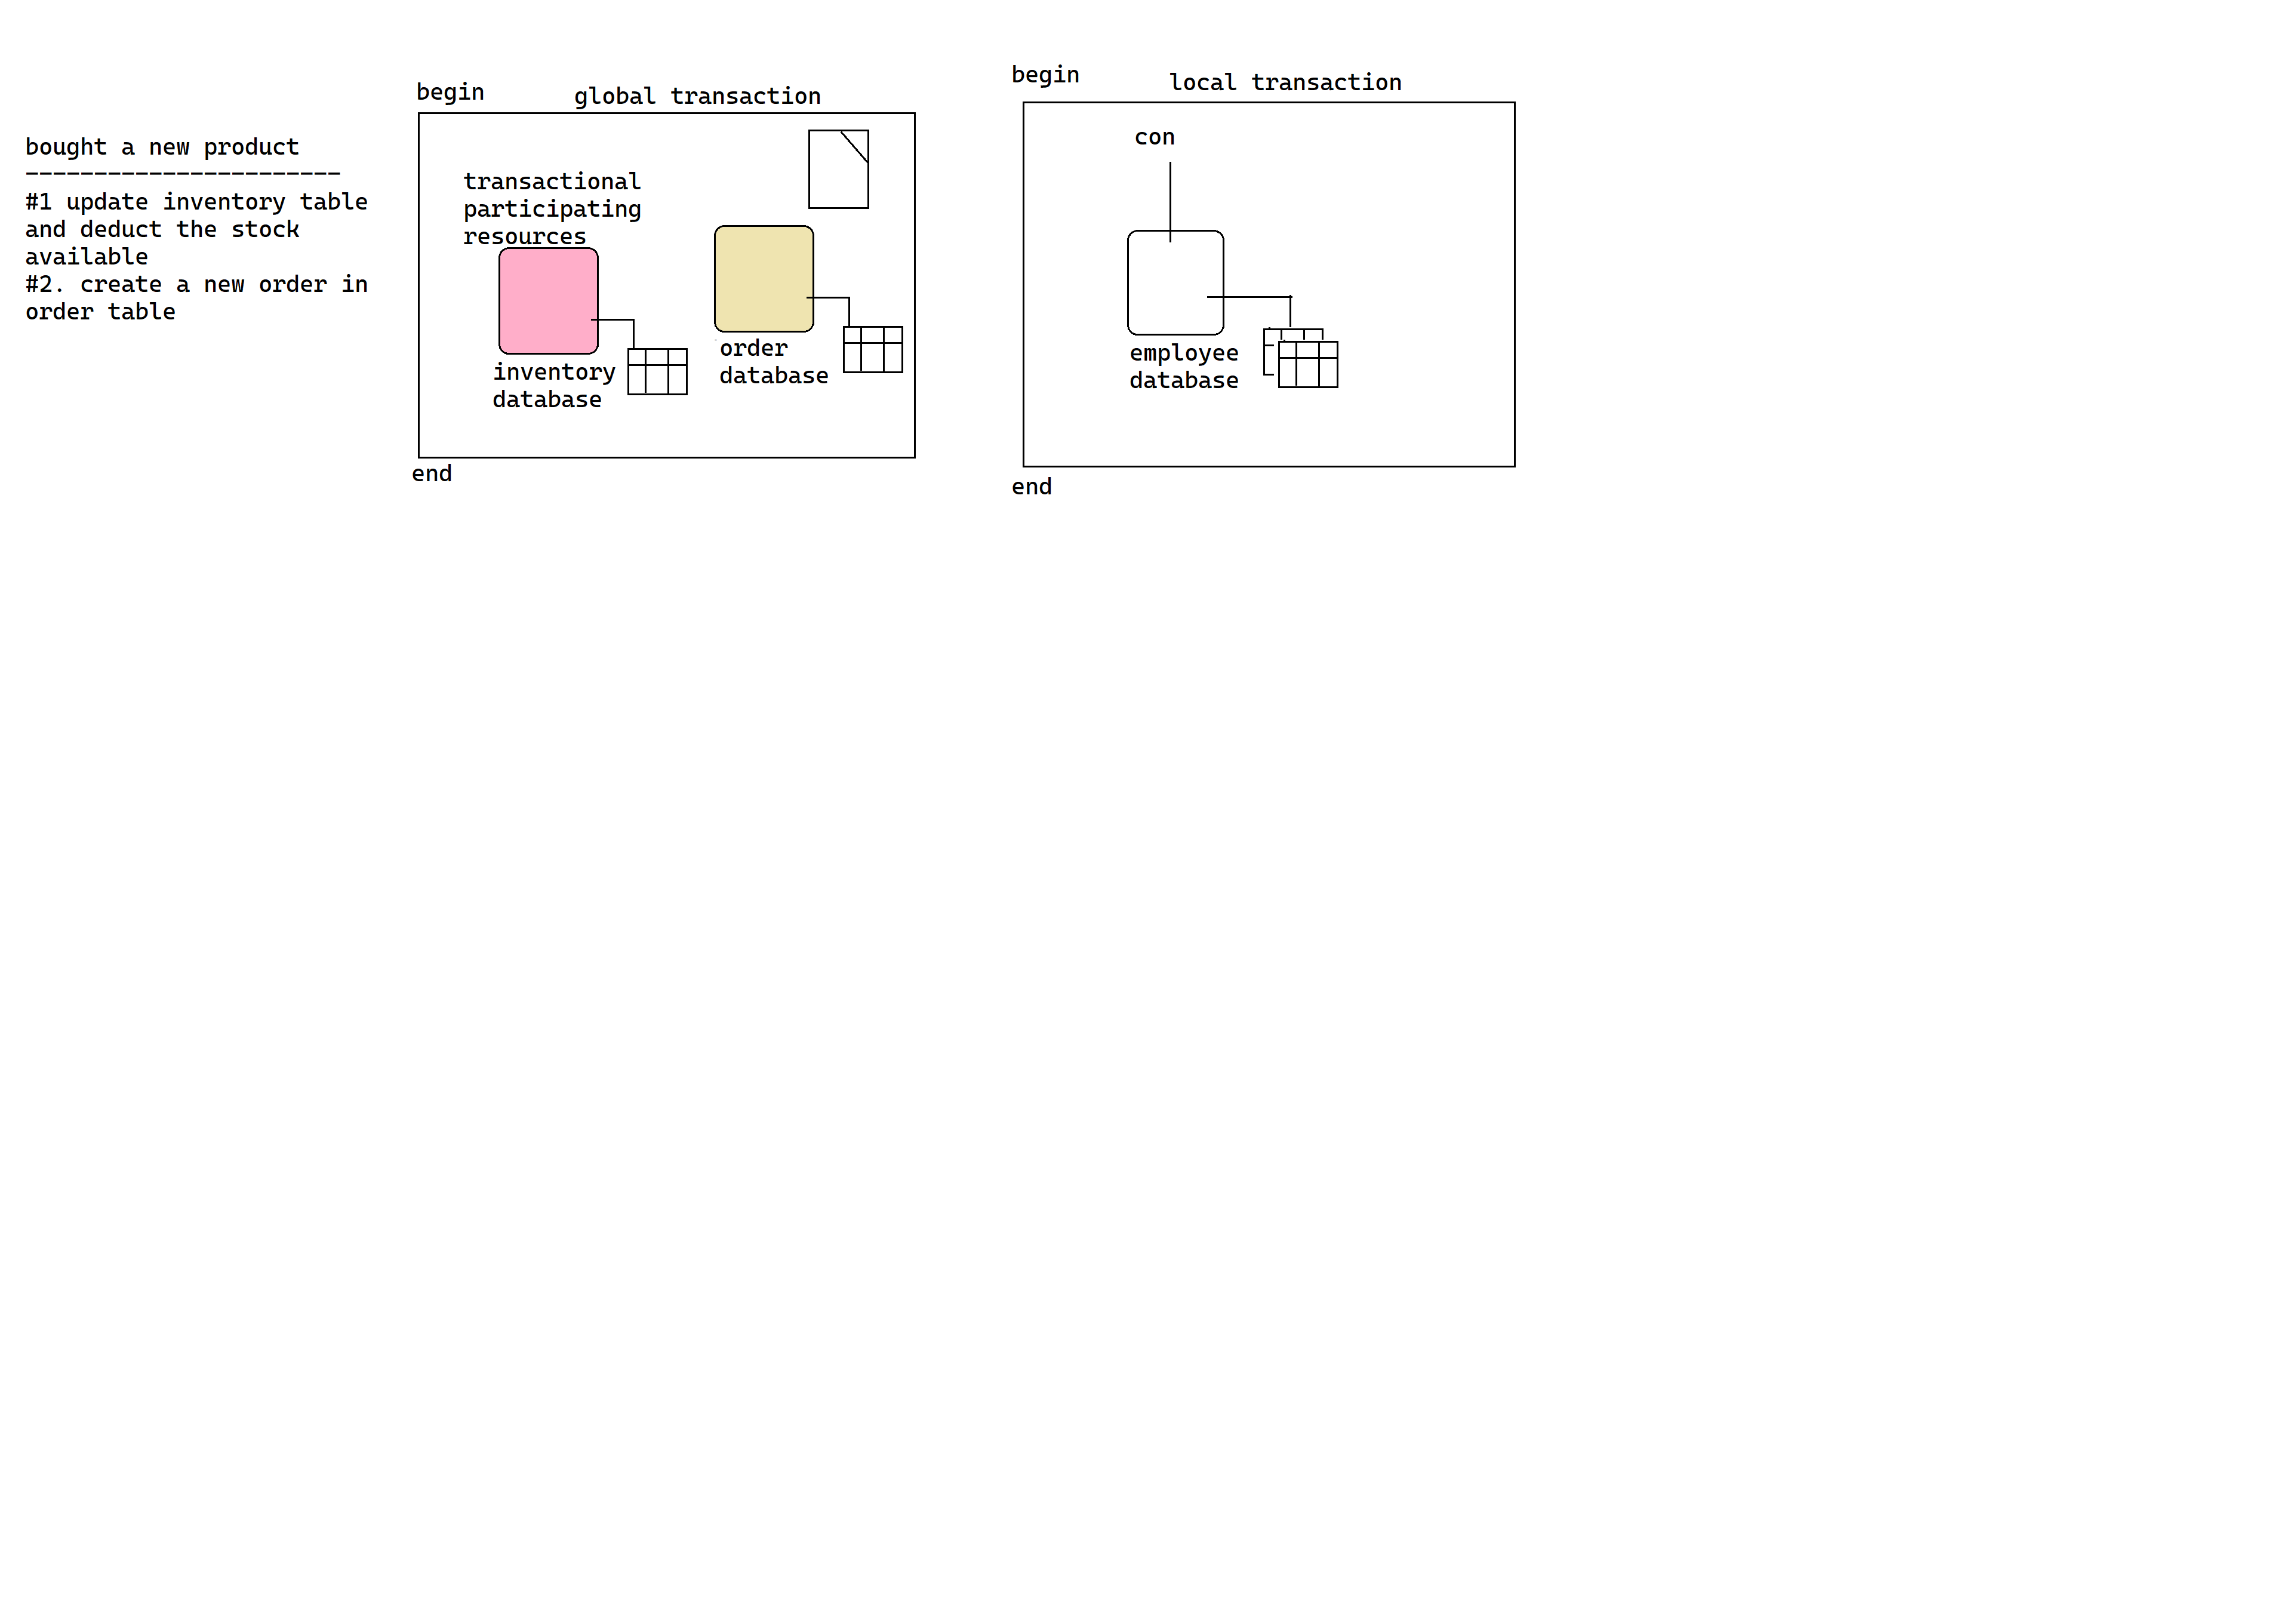 bought a new product
-----------------------
#1 update inventory table
and deduct the stock
available
#2. create a new order in
order table
begin
global transaction
transactional
participating
resources
inventory
database
order
database
end
begin
local transaction
con
employee
database
end